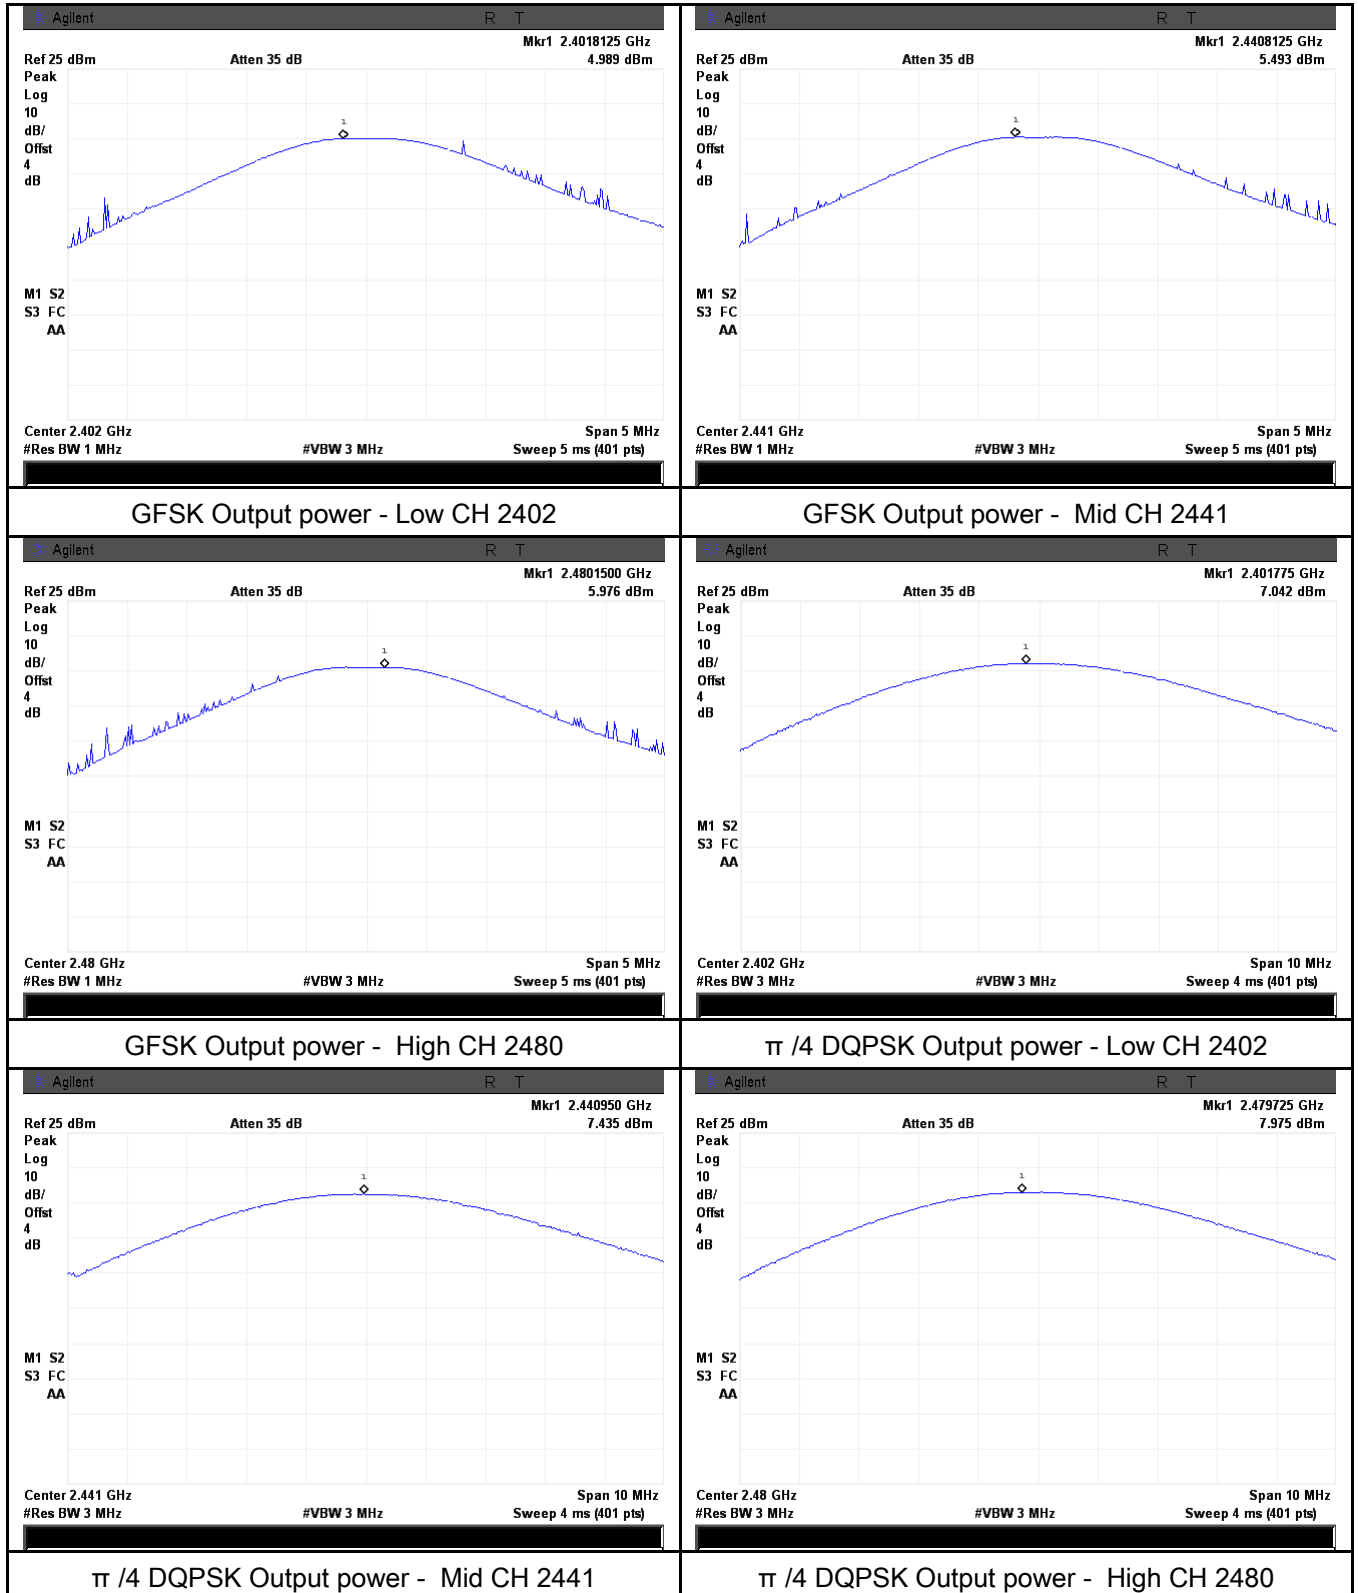 Agilent R T
Mkr1 2.4018125 GHz
Ref 25 dBm Atten 35 dB 4.989 dBm
Peak
Log
10
dB/
Offst
4
dB
1
M1 S2
S3 FC
AA
Center 2.402 GHz Span 5 MHz
#Res BW 1 MHz #VBW 3 MHz Sweep 5 ms (401 pts)
GFSK Output power - Low CH 2402
Agilent R T
Mkr1 2.4408125 GHz
Ref 25 dBm Atten 35 dB 5.493 dBm
Peak
Log
10
dB/
Offst
4
dB
1
M1 S2
S3 FC
AA
Center 2.441 GHz Span 5 MHz
#Res BW 1 MHz #VBW 3 MHz Sweep 5 ms (401 pts)
GFSK Output power - Mid CH 2441
Agilent R T
Mkr1 2.4801500 GHz
Ref 25 dBm Atten 35 dB 5.976 dBm
Peak
Log
10
dB/
Offst
4
dB
1
M1 S2
S3 FC
AA
Center 2.48 GHz Span 5 MHz
#Res BW 1 MHz #VBW 3 MHz Sweep 5 ms (401 pts)
GFSK Output power - High CH 2480
Agilent R T
Mkr1 2.401775 GHz
Ref 25 dBm Atten 35 dB 7.042 dBm
Peak
Log
10
dB/
Offst
4
dB
1
M1 S2
S3 FC
AA
Center 2.402 GHz Span 10 MHz
#Res BW 3 MHz #VBW 3 MHz Sweep 4 ms (401 pts)
π /4 DQPSK Output power - Low CH 2402
Agilent R T
Mkr1 2.440950 GHz
Ref 25 dBm Atten 35 dB 7.435 dBm
Peak
Log
10
dB/
Offst
4
dB
1
M1 S2
S3 FC
AA
Center 2.441 GHz Span 10 MHz
#Res BW 3 MHz #VBW 3 MHz Sweep 4 ms (401 pts)
π /4 DQPSK Output power - Mid CH 2441
Agilent R T
Mkr1 2.479725 GHz
Ref 25 dBm Atten 35 dB 7.975 dBm
Peak
Log
10
dB/
Offst
4
dB
1
M1 S2
S3 FC
AA
Center 2.48 GHz Span 10 MHz
#Res BW 3 MHz #VBW 3 MHz Sweep 4 ms (401 pts)
π /4 DQPSK Output power - High CH 2480